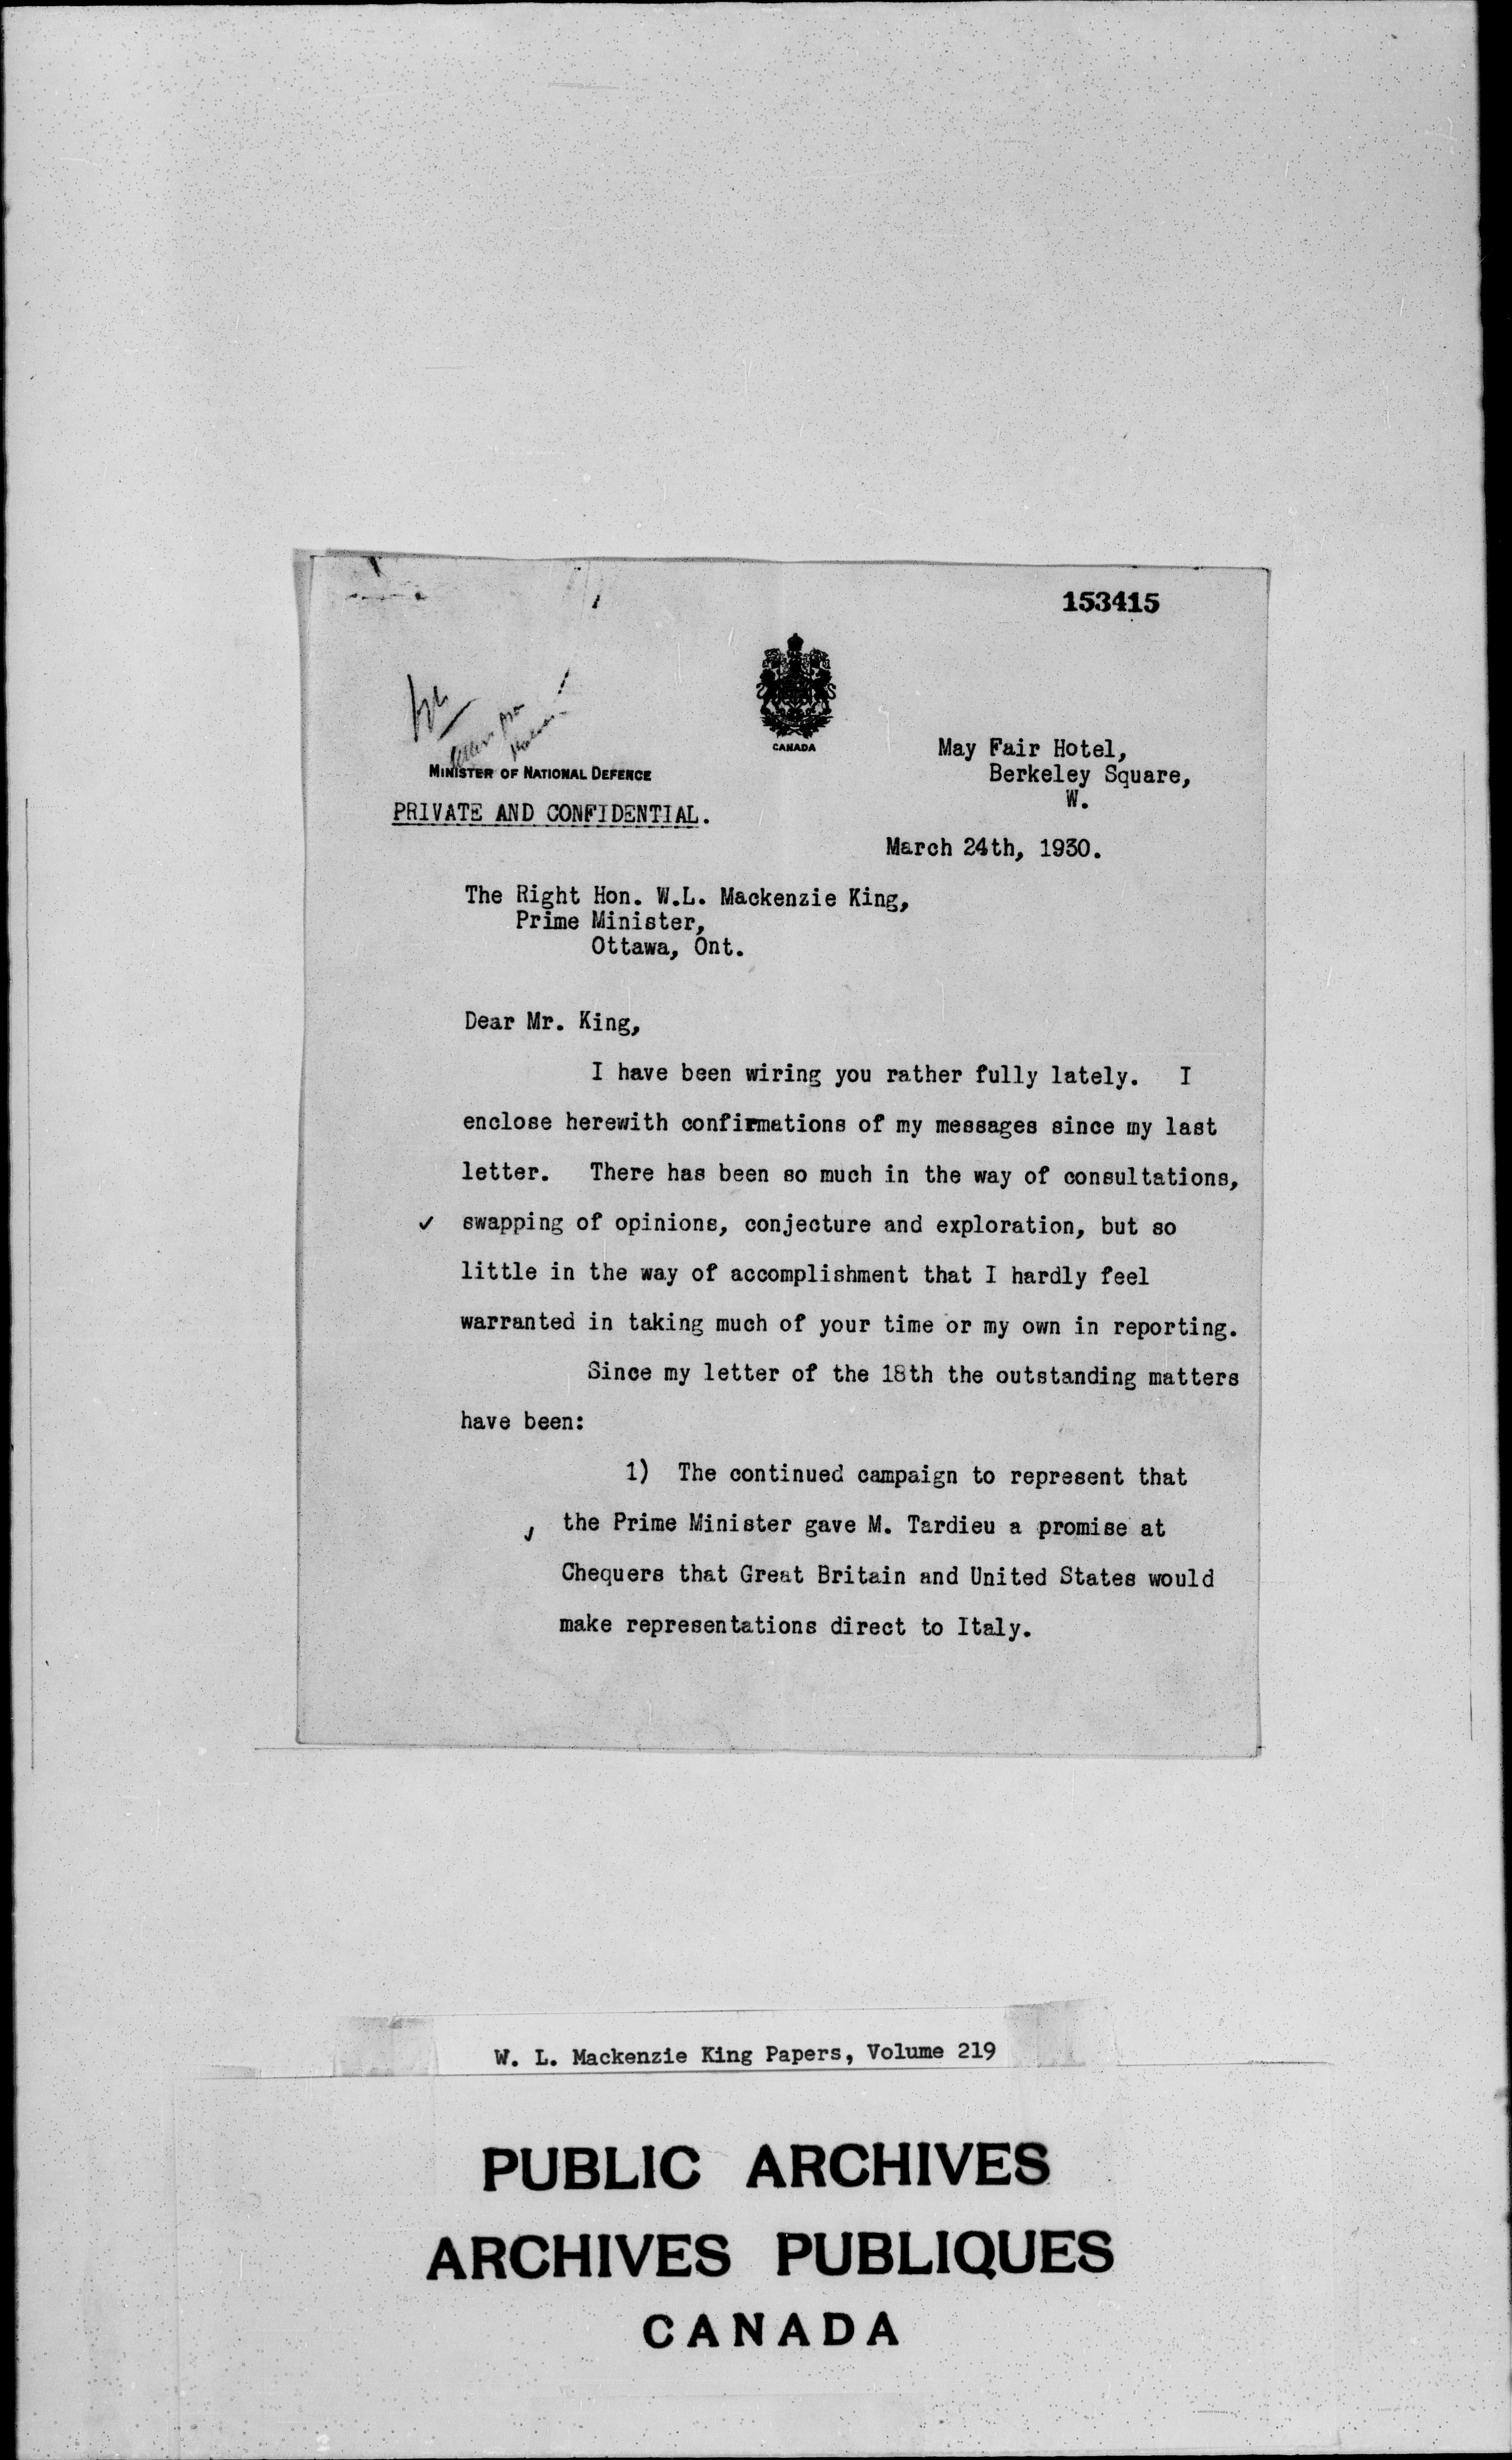 153415
CANADA
MINISTER OF NATIONAL DEFENCE
May Fair Hotel,
Berkeley Square,
W.
PRIVATE AND CONFIDENTIAL.
March 24th, 1930.
The Right Hon. W.L. Mackenzie King,
Prime Minister,
Ottawa, Ont.
Dear Mr. King,
I have been wiring you rather fully lately. I
enclose herewith confirmations of my messages since my last
letter. There has been so much in the way of consultations,
swapping of opinions, conjecture and exploration, but so
little in the way of accomplishment that I hardly feel
warranted in taking much of your time or my own in reporting.
Since my letter of the 18th the outstanding matters
have been:
1) The continued campaign to represent that
the Prime Minister gave M. Tardieu a promise at
Chequers that Great Britain and United States would
make representations direct to Italy.
W. L. Mackenzie King Papers, Volume 219
PUBLIC ARCHIVES
ARCHIVES PUBLIQUES
CANADA